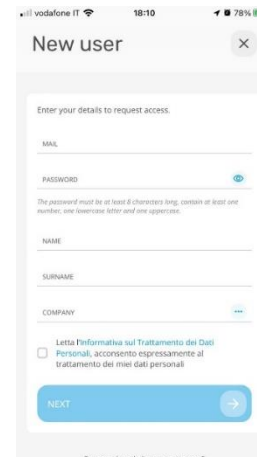 vodafone IT 18:10 78%
New user
Enter your details to request access.
MAIL
PASSWORD
The password must be at least 8 characters long, contain at least one
number, one lowercase letter and one uppercase.
NAME
SURNAME
COMPANY
Letta l'Informativa sul Trattamento dei Dati
Personali, acconsento espressamente al
trattamento dei miei dati personali
NEXT